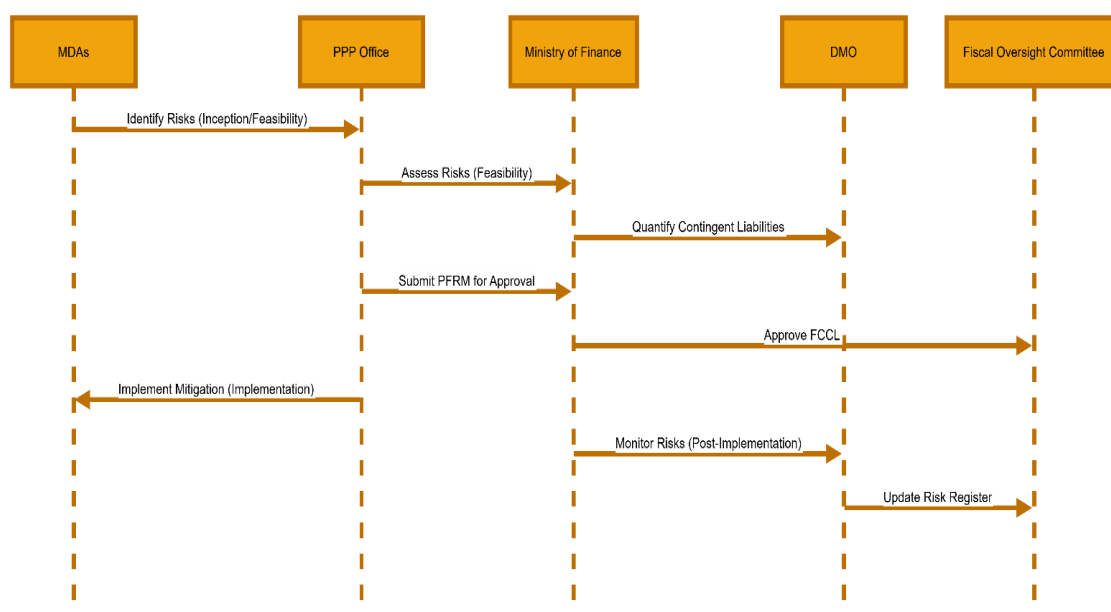 MDAs
PPP Office
Ministry of Finance
DMO
Fiscal Oversight Committee
Identify Risks (Inception/Feasibility)
Assess Risks (Feasibility)
Quantify Contingent Liabilities
Submit PFRM for Approval
Approve FCCL
Implement Mitigation (Implementation)
Monitor Risks (Post-Implementation)
Update Risk Register